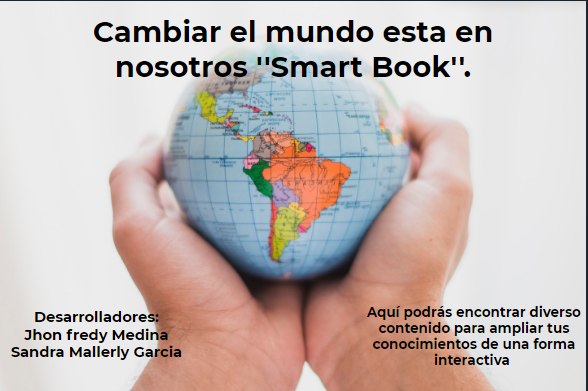 Cambiar el mundo esta en
nosotros ''Smart Book''.
Desarrolladores:
Jhon fredy Medina
Sandra Mallerly Garcia
Aquí podrás encontrar diverso
contenido para ampliar tus
conocimientos de una forma
interactiva